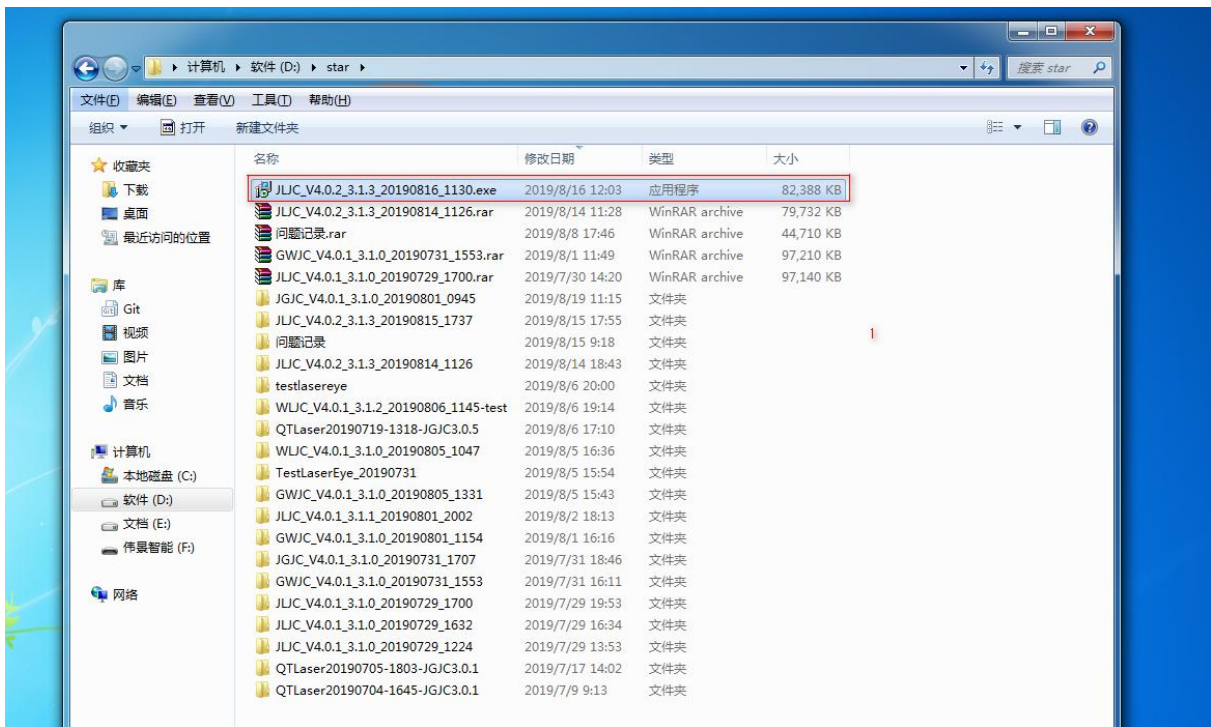 计算机 软件 (D:) star 搜索 star
文件(F) 编辑(E) 查看(V) 工具(T) 帮助(H)
组织 打开 新建文件夹
收藏夹
下载
桌面
最近访问的位置
库
Git
视频
图片
文档
音乐
计算机
本地磁盘 (C:)
软件 (D:)
文档 (E:)
伟景智能 (F:)
网络
名称 修改日期 类型 大小
JLJC_V4.0.2_3.1.3_20190816_1130.exe 2019/8/16 12:03 应用程序 82,388 KB
JLJC_V4.0.2_3.1.3_20190814_1126.rar 2019/8/14 11:28 WinRAR archive 79,732 KB
问题记录.rar 2019/8/8 17:46 WinRAR archive 44,710 KB
GWJC_V4.0.1_3.1.0_20190731_1553.rar 2019/8/1 11:49 WinRAR archive 97,210 KB
JLJC_V4.0.1_3.1.0_20190729_1700.rar 2019/7/30 14:20 WinRAR archive 97,140 KB
JGJC_V4.0.1_3.1.0_20190801_0945 2019/8/19 11:15 文件夹
JLJC_V4.0.2_3.1.3_20190815_1737 2019/8/15 17:55 文件夹
问题记录 2019/8/15 9:18 文件夹
1
JLJC_V4.0.2_3.1.3_20190814_1126 2019/8/14 18:43 文件夹
testlasereye 2019/8/6 20:00 文件夹
WLJC_V4.0.1_3.1.2_20190806_1145-test 2019/8/6 19:14 文件夹
QTLaser20190719-1318-JGJC3.0.5 2019/8/6 17:10 文件夹
WLJC_V4.0.1_3.1.0_20190805_1047 2019/8/5 16:36 文件夹
TestLaserEye_20190731 2019/8/5 15:54 文件夹
GWJC_V4.0.1_3.1.0_20190805_1331 2019/8/5 15:43 文件夹
JLJC_V4.0.1_3.1.1_20190801_2002 2019/8/2 18:13 文件夹
GWJC_V4.0.1_3.1.0_20190801_1154 2019/8/1 16:16 文件夹
JGJC_V4.0.1_3.1.0_20190731_1707 2019/7/31 18:46 文件夹
GWJC_V4.0.1_3.1.0_20190731_1553 2019/7/31 16:11 文件夹
JLJC_V4.0.1_3.1.0_20190729_1700 2019/7/29 19:53 文件夹
JLJC_V4.0.1_3.1.0_20190729_1632 2019/7/29 16:34 文件夹
JLJC_V4.0.1_3.1.0_20190729_1224 2019/7/29 13:53 文件夹
QTLaser20190705-1803-JGJC3.0.1 2019/7/17 14:02 文件夹
QTLaser20190704-1645-JGJC3.0.1 2019/7/9 9:13 文件夹